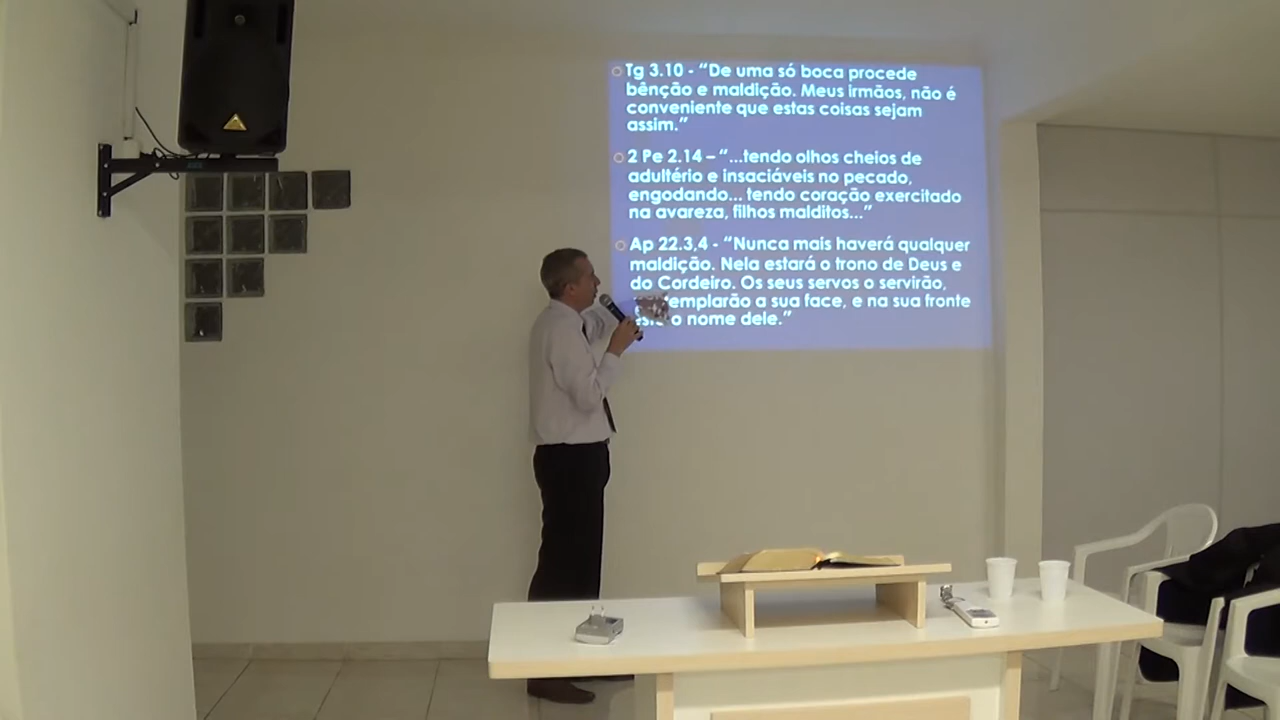 Tg 3.10 - “De uma só boca procede
bênção e maldição. Meus irmãos, não é
conveniente que estas coisas sejam
assim.”
2 Pe 2.14 – “...tendo olhos cheios de
adultério e insaciáveis no pecado,
engodando... tendo coração exercitado
na avareza, filhos malditos...”
Ap 22.3,4 - “Nunca mais haverá qualquer
maldição. Nela estará o trono de Deus e
do Cordeiro. Os seus servos o servirão,
a sua face, e na sua fronte
o nome dele.”